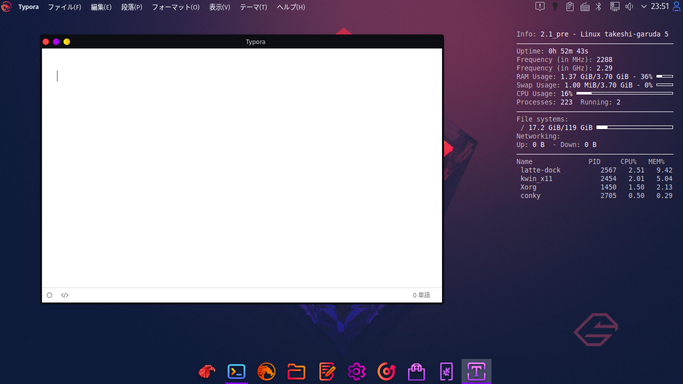 Typora ファイル(F) 編集(E) 段落(P) フォーマット(O) 表示(V) テーマ(T) ヘルプ(H) 23:51
Typora
0 単語
Info: 2.1_pre - Linux takeshi-garuda 5
Uptime: 0h 52m 43s
Frequency (in MHz): 2288
Frequency (in GHz): 2.29
RAM Usage: 1.37 GiB/3.70 GiB - 36%
Swap Usage: 1.00 MiB/3.70 GiB - 0%
CPU Usage: 16%
Processes: 223 Running: 2
File systems:
/ 17.2 GiB/119 GiB
Networking:
Up: 0 B - Down: 0 B
Name PID CPU% MEM%
latte-dock 2567 2.51 9.42
kwin_x11 2454 2.01 5.04
Xorg 1450 1.50 2.13
conky 2705 0.50 0.29